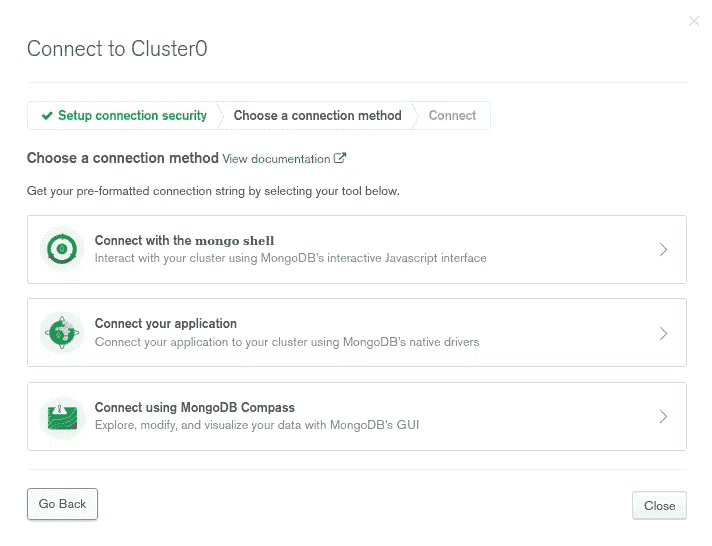 Connect to Cluster0
Setup connection security
Choose a connection method
Connect
Choose a connection method View documentation
Get your pre-formatted connection string by selecting your tool below.
Connect with the mongo shell
Interact with your cluster using MongoDB's interactive Javascript interface
Connect your application
Connect your application to your cluster using MongoDB's native drivers
Connect using MongoDB Compass
Explore, modify, and visualize your data with MongoDB's GUI
Go Back
Close